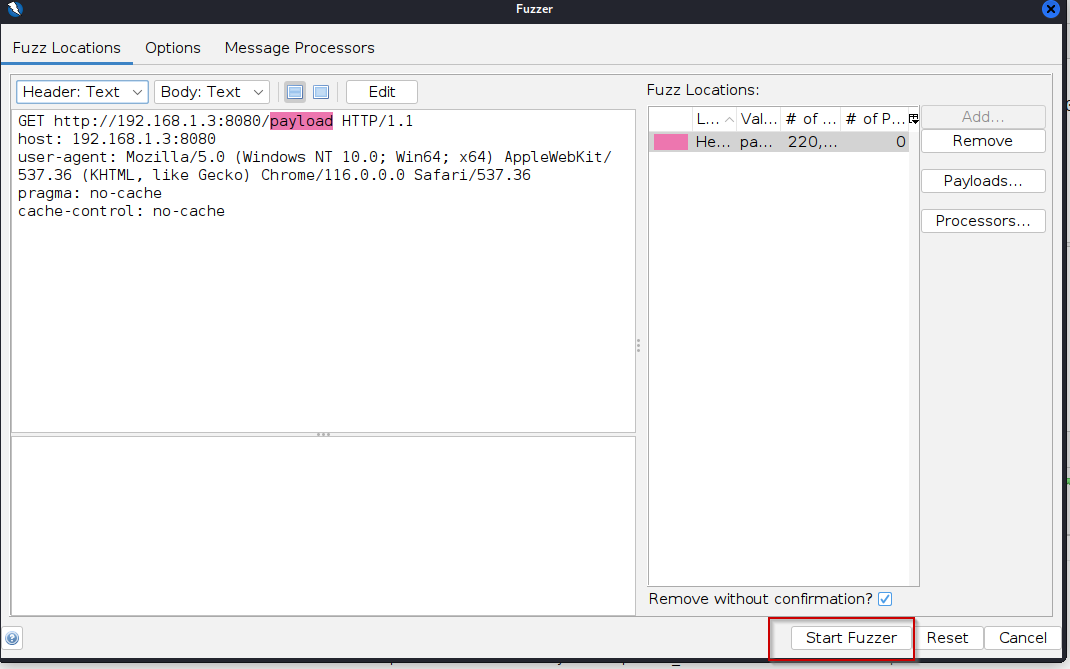 Fuzzer
Fuzz Locations Options Message Processors
Header: Text Body: Text Edit
GET http://192.168.1.3:8080/payload HTTP/1.1
host: 192.168.1.3:8080
user-agent: Mozilla/5.0 (Windows NT 10.0; Win64; x64) AppleWebKit/
537.36 (KHTML, like Gecko) Chrome/116.0.0.0 Safari/537.36
pragma: no-cache
cache-control: no-cache
Fuzz Locations:
L... Val... # of ... # of P...
He... pa... 220,... 0
Add...
Remove
Payloads...
Processors...
Remove without confirmation?
Start Fuzzer Reset Cancel